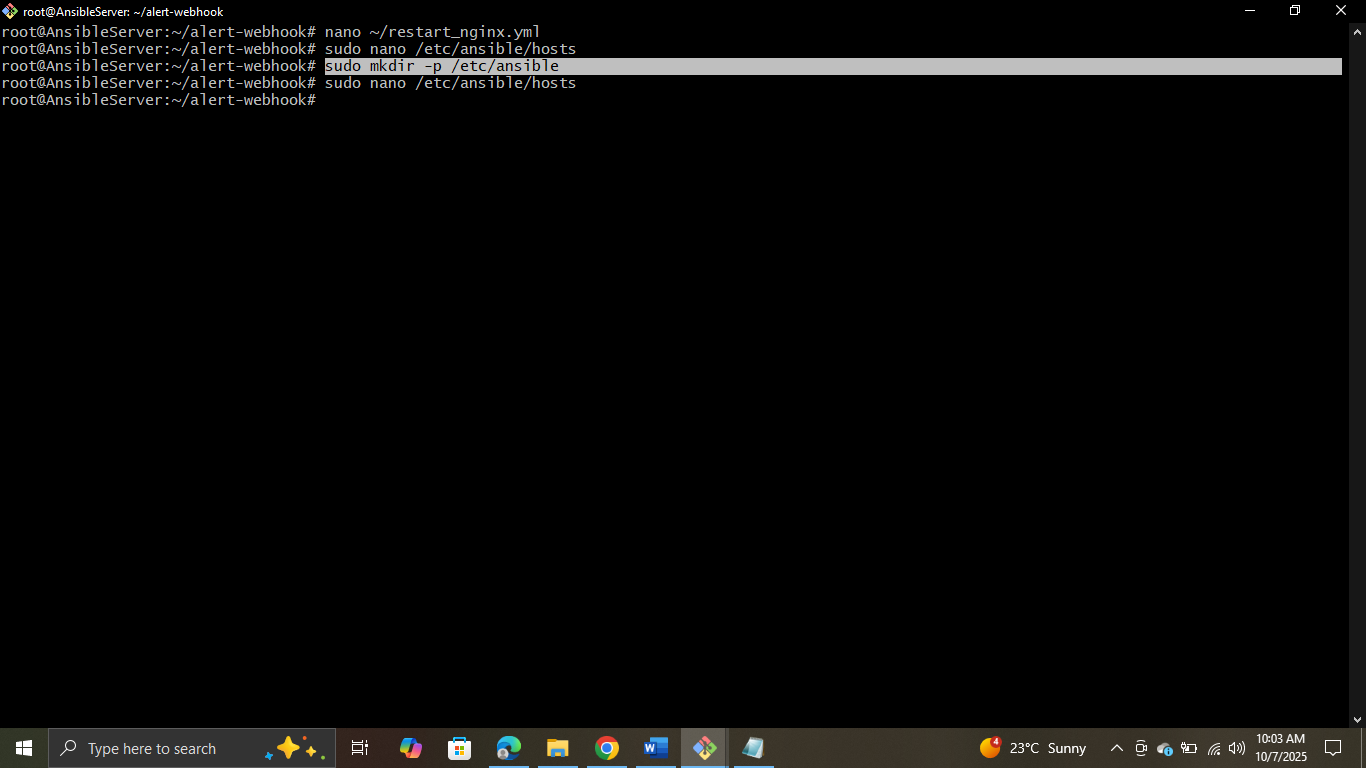 root@AnsibleServer: ~/alert-webhook
root@AnsibleServer:~/alert-webhook# nano ~/restart_nginx.yml
root@AnsibleServer:~/alert-webhook# sudo nano /etc/ansible/hosts
root@AnsibleServer:~/alert-webhook# sudo mkdir -p /etc/ansible
root@AnsibleServer:~/alert-webhook# sudo nano /etc/ansible/hosts
root@AnsibleServer:~/alert-webhook#
Type here to search
4
23°C Sunny
10:03 AM
10/7/2025